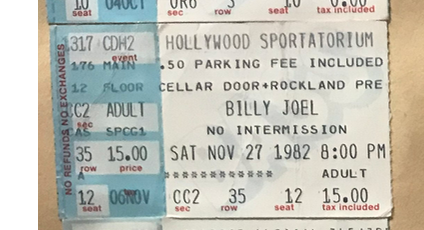 10 04OCT OR6 3 10 0.00
seat sec row seat tax included
317 CDH2 HOLLYWOOD SPORTATORIUM
event
176 MAIN .50 PARKING FEE INCLUDED
12 FLOOR CELLAR DOOR+ROCKLAND PRE
CC2 ADULT BILLY JOEL
sec
CAS SPCG1 NO INTERMISSION
35 15.00 SAT NOV 27 1982 8:00 PM
row price
A *********** ADULT
12 06NOV CC2 35 12 15.00
seat sec row seat tax included
NO REFUNDS NO EXCHANGES